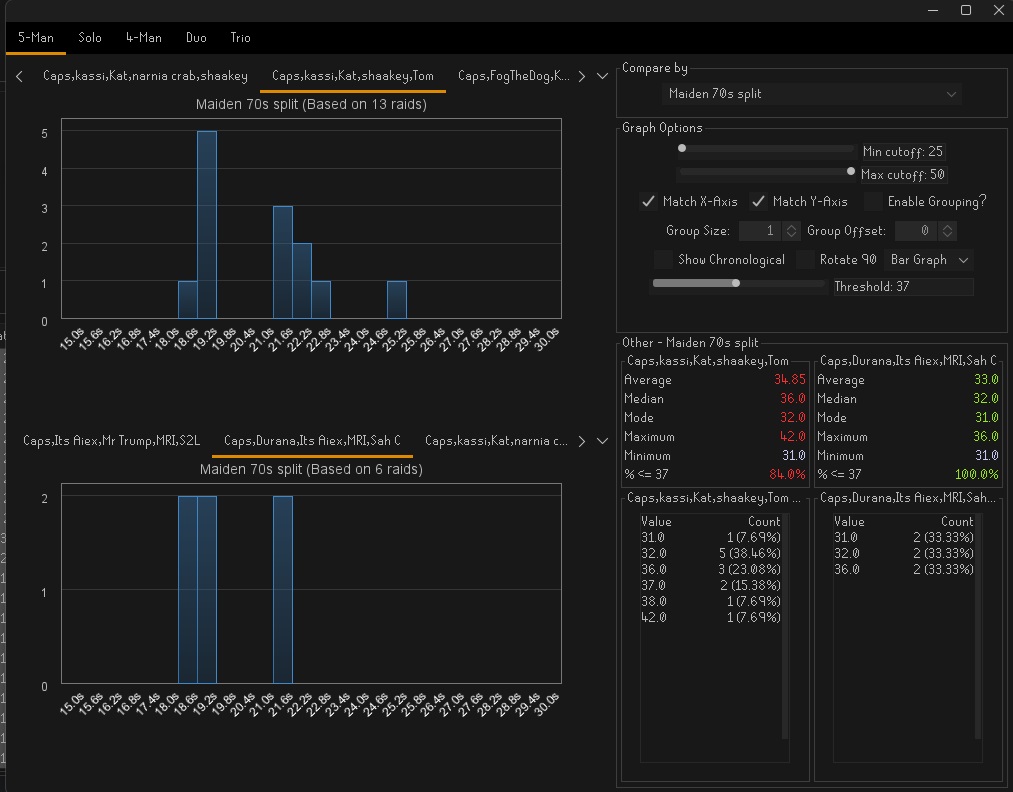 5-Man Solo 4-Man Duo Trio
Caps,kassi,Kat,narnia crab,shaakey Caps,kassi,Kat,shaakey,Tom Caps,FogTheDog,K...
Maiden 70s split (Based on 13 raids)
5
4
3
2
1
0
15.0s 15.6s 16.2s 16.8s 17.4s 18.0s 18.6s 19.2s 19.8s 20.4s 21.0s 21.6s 22.2s 22.8s 23.4s 24.0s 24.6s 25.2s 25.8s 26.4s 27.0s 27.6s 28.2s 28.8s 29.4s 30.0s
Caps,Its Aiex,Mr Trump,MRI,S2L Caps,Durana,Its Aiex,MRI,Sah C Caps,kassi,Kat,narnia c...
Maiden 70s split (Based on 6 raids)
2
1
0
15.0s 15.6s 16.2s 16.8s 17.4s 18.0s 18.6s 19.2s 19.8s 20.4s 21.0s 21.6s 22.2s 22.8s 23.4s 24.0s 24.6s 25.2s 25.8s 26.4s 27.0s 27.6s 28.2s 28.8s 29.4s 30.0s
Compare by
Maiden 70s split
Graph Options
Min cutoff: 25
Max cutoff: 50
Match X-Axis Match Y-Axis Enable Grouping?
Group Size: 1 Group Offset: 0
Show Chronological Rotate 90 Bar Graph
Threshold: 37
Other - Maiden 70s split
Caps,kassi,Kat,shaakey,Tom
Average 34.85
Median 36.0
Mode 32.0
Maximum 42.0
Minimum 31.0
% <= 37 84.0%
Caps,Durana,Its Aiex,MRI,Sah C
Average 33.0
Median 32.0
Mode 31.0
Maximum 36.0
Minimum 31.0
% <= 37 100.0%
Caps,kassi,Kat,shaakey,Tom ...
Value Count
31.0 1 (7.69%)
32.0 5 (38.46%)
36.0 3 (23.08%)
37.0 2 (15.38%)
38.0 1 (7.69%)
42.0 1 (7.69%)
Caps,Durana,Its Aiex,MRI,Sah...
Value Count
31.0 2 (33.33%)
32.0 2 (33.33%)
36.0 2 (33.33%)